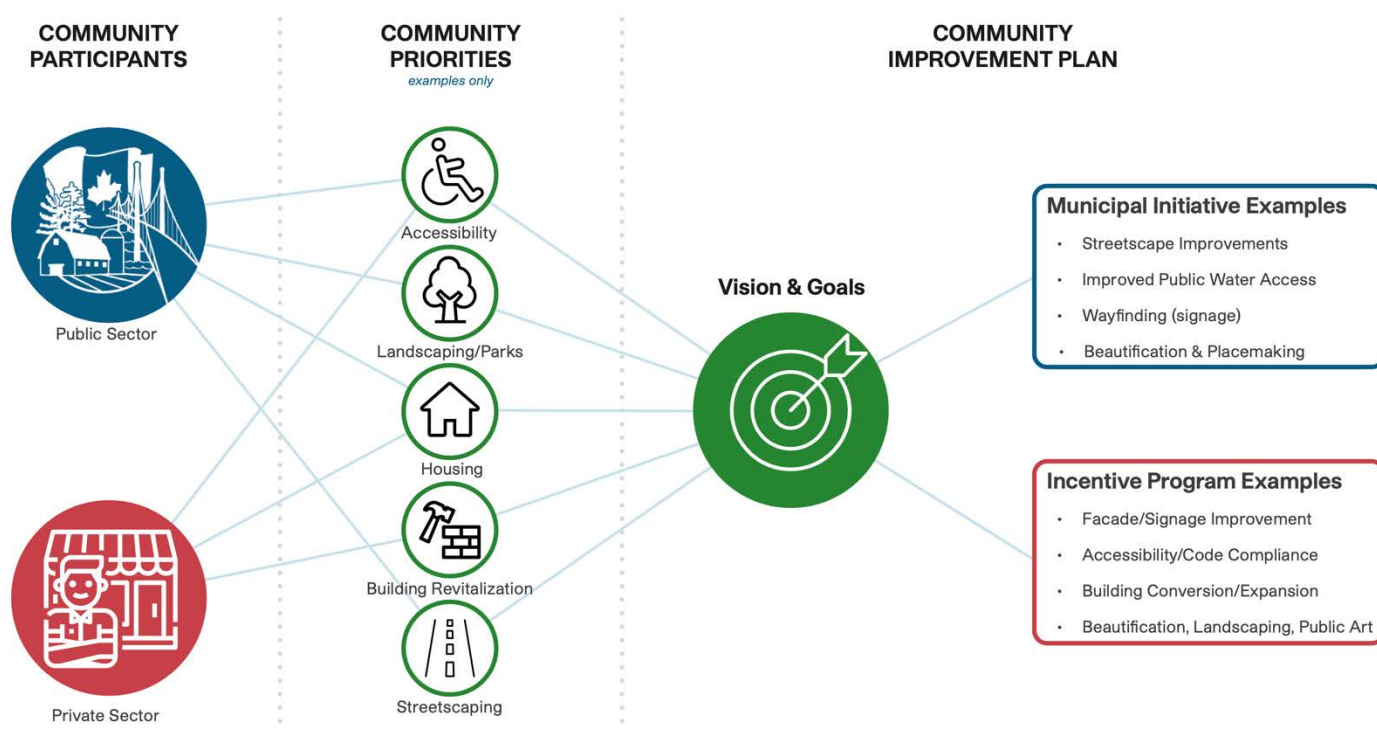 COMMUNITY
PARTICIPANTS
COMMUNITY
PRIORITIES
examples only
COMMUNITY
IMPROVEMENT PLAN
Public Sector
Private Sector
Accessibility
Landscaping/Parks
Housing
Building Revitalization
Streetscaping
Vision & Goals
Municipal Initiative Examples
• Streetscape Improvements
• Improved Public Water Access
• Wayfinding (signage)
• Beautification & Placemaking
Incentive Program Examples
• Facade/Signage Improvement
• Accessibility/Code Compliance
• Building Conversion/Expansion
• Beautification, Landscaping, Public Art